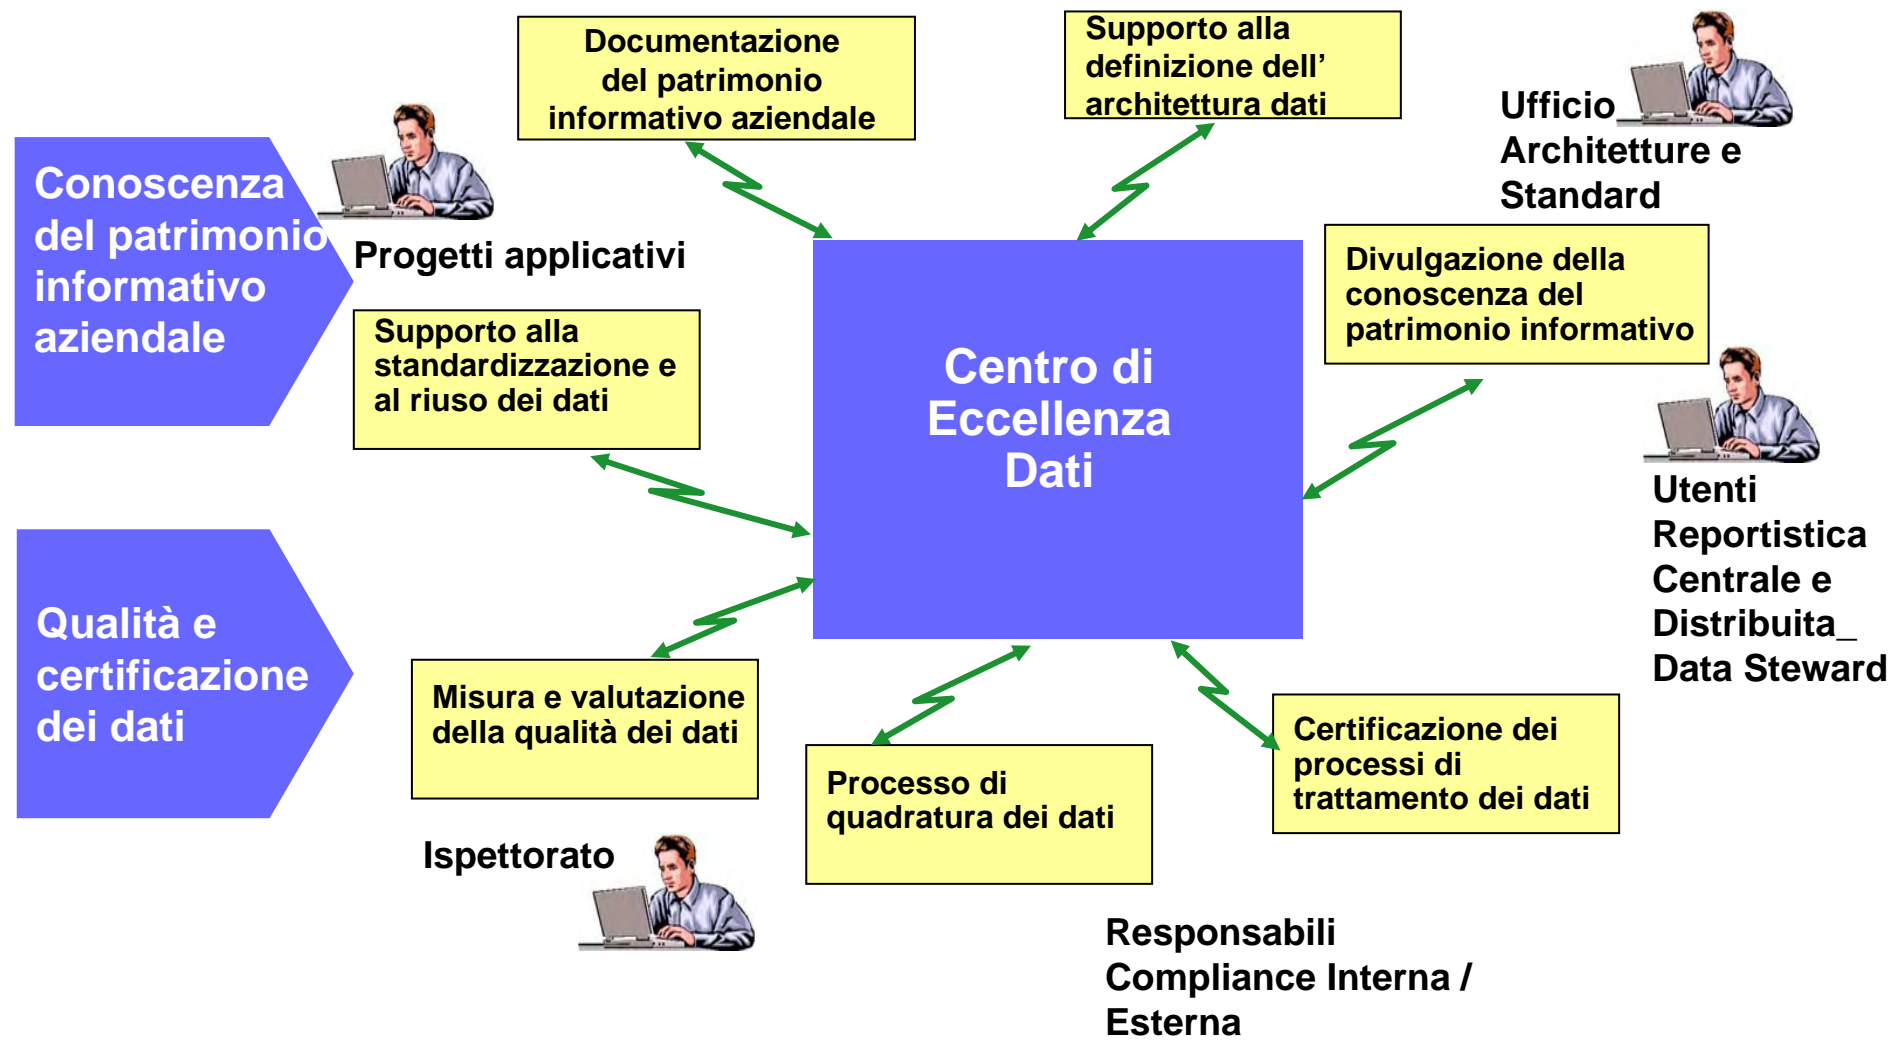 Documentazione
del patrimonio
informativo aziendale
Supporto alla
definizione dell’
architettura dati
Ufficio
Architetture e
Standard
Conoscenza
del patrimonio
informativo
aziendale
Progetti applicativi
Divulgazione della
conoscenza del
patrimonio informativo
Supporto alla
standardizzazione e
al riuso dei dati
Centro di
Eccellenza
Dati
Utenti
Reportistica
Centrale e
Distribuita_
Data Steward
Qualità e
certificazione
dei dati
Misura e valutazione
della qualità dei dati
Processo di
quadratura dei dati
Certificazione dei
processi di
trattamento dei dati
Ispettorato
Responsabili
Compliance Interna /
Esterna